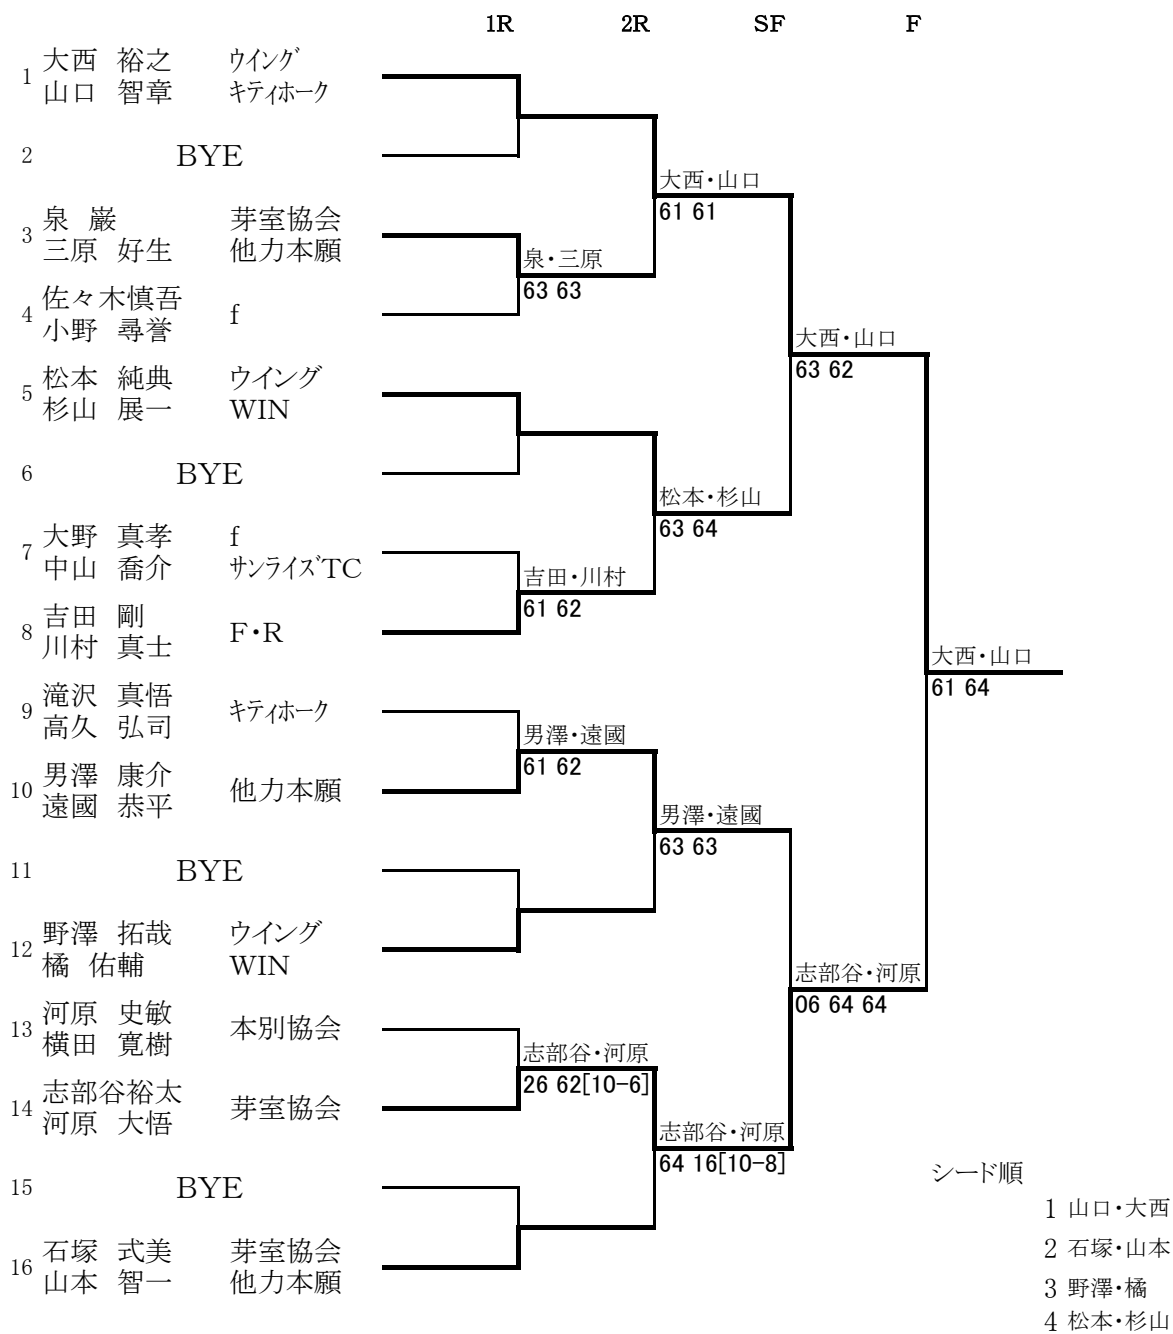 1R 2R SF F
1 大西 裕之 ウイング
山口 智章 キティホーク
2 BYE
大西・山口
61 61
3 泉 巌 芽室協会
三原 好生 他力本願
泉・三原
63 63
4 佐々木慎吾 f
小野 尋誉
大西・山口
63 62
5 松本 純典 ウイング
杉山 展一 WIN
6 BYE
松本・杉山
63 64
7 大野 真孝 f
中山 喬介 サンライズTC
吉田・川村
61 62
8 吉田 剛 F・R
川村 真士
大西・山口
61 64
9 滝沢 真悟 キティホーク
高久 弘司
男澤・遠國
61 62
10 男澤 康介 他力本願
遠國 恭平
男澤・遠國
63 63
11 BYE
12 野澤 拓哉 ウイング
橘 佑輔 WIN
志部谷・河原
06 64 64
13 河原 史敏 本別協会
横田 寛樹
志部谷・河原
26 62[10-6]
14 志部谷裕太 芽室協会
河原 大悟
志部谷・河原
64 16[10-8]
15 BYE
16 石塚 式美 芽室協会
山本 智一 他力本願
シード順
1 山口・大西
2 石塚・山本
3 野澤・橘
4 松本・杉山